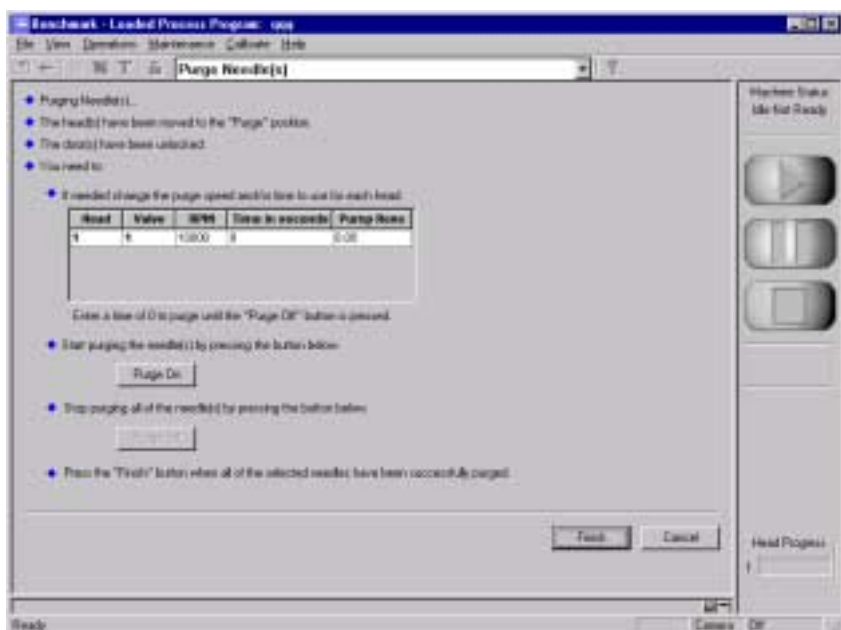 Benchmark - Loaded Process Program: qqq
File View Operations Maintenance Calibrate Help
Purge Needle(s)
Purging Needle(s)...
The head(s) have been moved to the "Purge" position.
The door(s) have been unlocked.
You need to:
If needed change the purge speed and/or time to use for each head.
Head Valve RPM Time in seconds Pump Revs
1 1 10000 0 0.00
Enter a time of 0 to purge until the "Purge Off" button is pressed.
Start purging the needle(s) by pressing the button below.
Purge On
Stop purging all of the needle(s) by pressing the button below.
Press the "Finish" button when all of the selected needles have been successfully purged.
Finish Cancel
Machine Status
Idle Not Ready
Head Progress
1
Ready
Camera Off